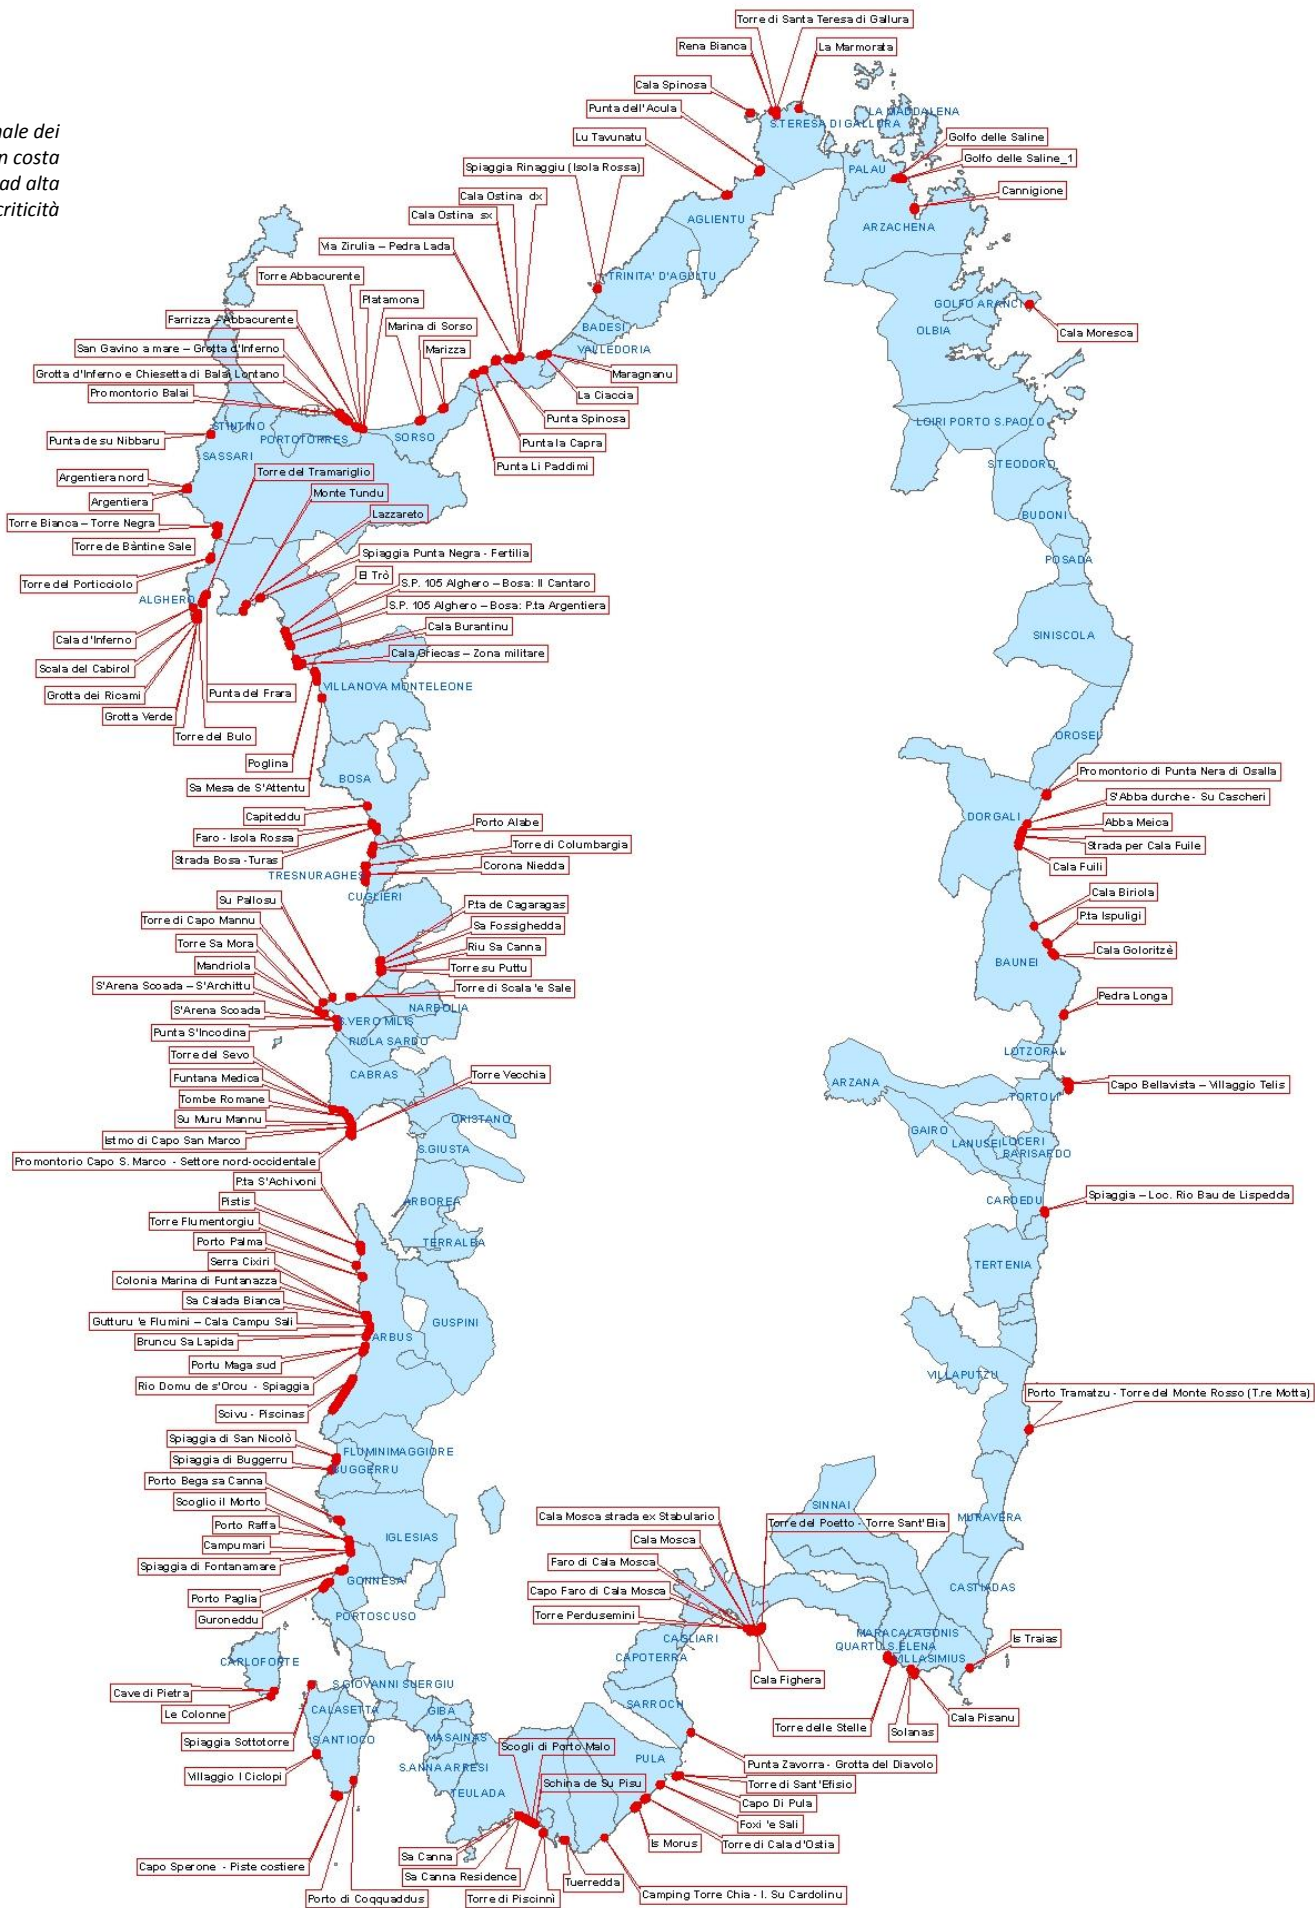 nale dei
n costa
ad alta
criticità
Torre di Santa Teresa di Gallura
Rena Bianca
La Marmorata
Cala Spinosa
Punta dell'Acula
Lu Tavunatu
LA MADDALENA
S.TERESA DI GALLURA
Golfo delle Saline
Golfo delle Saline_1
PALAU
Cannigione
Spiaggia Rinaggiu (Isola Rossa)
Cala Ostina dx
Cala Ostina sx
AGLIENTU
ARZACHENA
Via Zirulia – Pedra Lada
Torre Abbacurente
TRINITA' D'AGULTU
Platamona
GOLFO ARANCI
Farrizza – Abbacurente
Marina di Sorso
BADESI
OLBIA
Cala Moresca
San Gavino a mare – Grotta d'Inferno
Marizza
VALLEDORIA
Grotta d'Inferno e Chiesetta di Balai Lontano
Maragnanu
Promontorio Balai
La Ciaccia
Punta Spinosa
STINTINO
LOIRI PORTO S.PAOLO
Punta de su Nibbaru
PORTOTORRES
SORSO
Punta la Capra
SASSARI
Punta Li Paddimi
S.TEODORO
Argentiera nord
Torre del Tramariglio
Monte Tundu
Argentiera
Lazzareto
BUDONI
Torre Bianca – Torre Negra
Torre de Bàntine Sale
Spiaggia Punta Negra - Fertilia
POSADA
Torre del Porticciolo
El Trò
S.P. 105 Alghero – Bosa: Il Cantaro
ALGHERO
S.P. 105 Alghero – Bosa: P.ta Argentiera
Cala Burantinu
SINISCOLA
Cala d'Inferno
Cala Griecas – Zona militare
Scala del Cabirol
VILLANOVA MONTELEONE
Grotta dei Ricami
Punta del Frara
Grotta Verde
Torre del Bulo
OROSEI
Poglina
Promontorio di Punta Nera di Osalla
BOSA
Sa Mesa de S'Attentu
S'Abba durche - Su Cascheri
Capiteddu
DORGALI
Abba Meica
Porto Alabe
Faro - Isola Rossa
Strada per Cala Fuile
Torre di Columbargia
Strada Bosa -Turas
Corona Niedda
Cala Fuili
TRESNURAGHES
Su Pallosu
CUGLIERI
Cala Biriola
Torre di Capo Mannu
P.ta de Cagaragas
P.ta Ispuligi
Sa Fossighedda
Torre Sa Mora
Riu Sa Canna
Cala Goloritzè
Mandriola
BAUNEI
Torre su Puttu
S'Arena Scoada – S'Archittu
Torre di Scala 'e Sale
Pedra Longa
S'Arena Scoada
NARBOLIA
S.VERO MILIS
Punta S'Incodina
RIOLA SARDO
LOTZORAI
Torre del Sevo
CABRAS
Torre Vecchia
Funtana Medica
ARZANA
Capo Bellavista – Villaggio Telis
Tombe Romane
TORTOLI'
Su Muru Mannu
ORISTANO
GAIRO
Istmo di Capo San Marco
LANUSEI
LOCERI
S.GIUSTA
BARISARDO
Promontorio Capo S. Marco - Settore nord-occidentale
P.ta S'Achivoni
Spiaggia – Loc. Rio Bau de Lispedda
Pistis
ARBOREA
CARDEDU
Torre Flumentorgiu
Porto Palma
TERRALBA
Serra Cixiri
TERTENIA
Colonia Marina di Funtanazza
Sa Calada Bianca
Gutturu 'e Flumini – Cala Campu Sali
GUSPINI
Bruncu Sa Lapida
ARBUS
Portu Maga sud
VILLAPUTZU
Rio Domu de s'Orcu - Spiaggia
Porto Tramatzu - Torre del Monte Rosso (T.re Motta)
Scivu - Piscinas
Spiaggia di San Nicolò
FLUMINIMAGGIORE
Spiaggia di Buggerru
BUGGERRU
Porto Bega sa Canna
Scoglio il Morto
SINNAI
Cala Mosca strada ex Stabulario
Torre del Poetto - Torre Sant'Elia
MURAVERA
Porto Raffa
IGLESIAS
Cala Mosca
Campumari
Faro di Cala Mosca
Spiaggia di Fontanamare
Capo Faro di Cala Mosca
GONNESA
CASTIADAS
Porto Paglia
Torre Perdusemini
Guroneddu
PORTOSCUSO
CAGLIARI
MARACALAGONIS
Is Traias
QUARTU S.ELENA
CARLOFORTE
CAPOTERRA
VILLASIMIUS
Cala Fighera
S.GIOVANNI SUERGIU
Cave di Pietra
Cala Pisanu
Le Colonne
CALASETTA
GIBA
SARROCH
Torre delle Stelle
Solanas
Spiaggia Sottotorre
S.ANTIOCO
MASAINAS
Scogli di Porto Malo
PULA
Punta Zavorra - Grotta del Diavolo
Villaggio I Ciclopi
S.ANNA ARRESI
Schina de Su Pisu
Torre di Sant'Efisio
TEULADA
Capo Di Pula
Foxi 'e Sali
Is Morus
Torre di Cala d'Ostia
Sa Canna
Capo Sperone - Piste costiere
Sa Canna Residence
Tuerredda
Camping Torre Chia - I. Su Cardolinu
Porto di Coqquaddus
Torre di Piscinnì